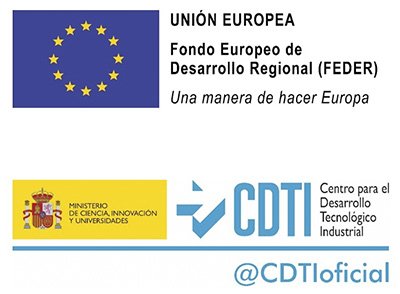 UNIÓN EUROPEA
Fondo Europeo de
Desarrollo Regional (FEDER)
Una manera de hacer Europa
MINISTERIO
DE CIENCIA, INNOVACIÓN
Y UNIVERSIDADES
CDTI
Centro para el
Desarrollo
Tecnológico
Industrial
@CDTIoficial